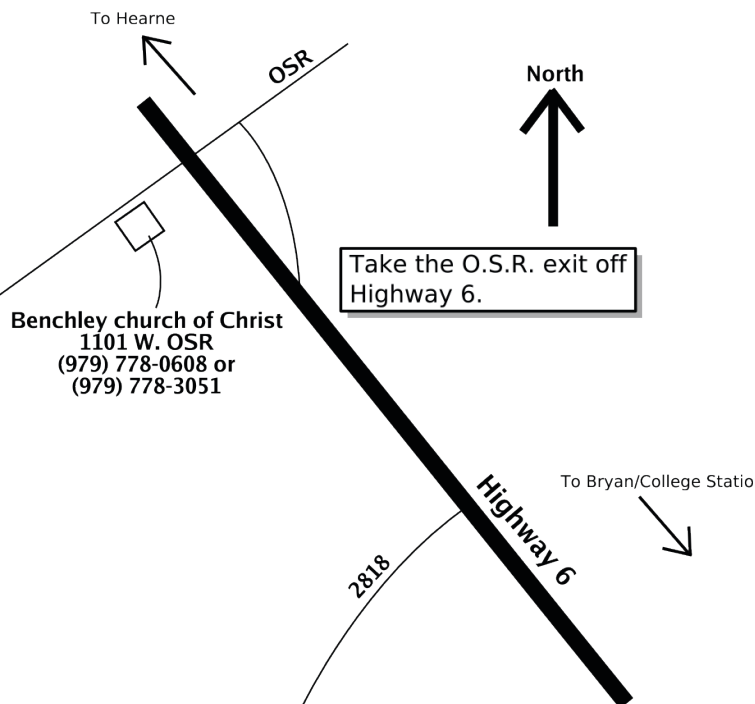 To Hearne
OSR
North
Take the O.S.R. exit off
Highway 6.
Benchley church of Christ
1101 W. OSR
(979) 778-0608 or
(979) 778-3051
To Bryan/College Statio
Highway 6
2818